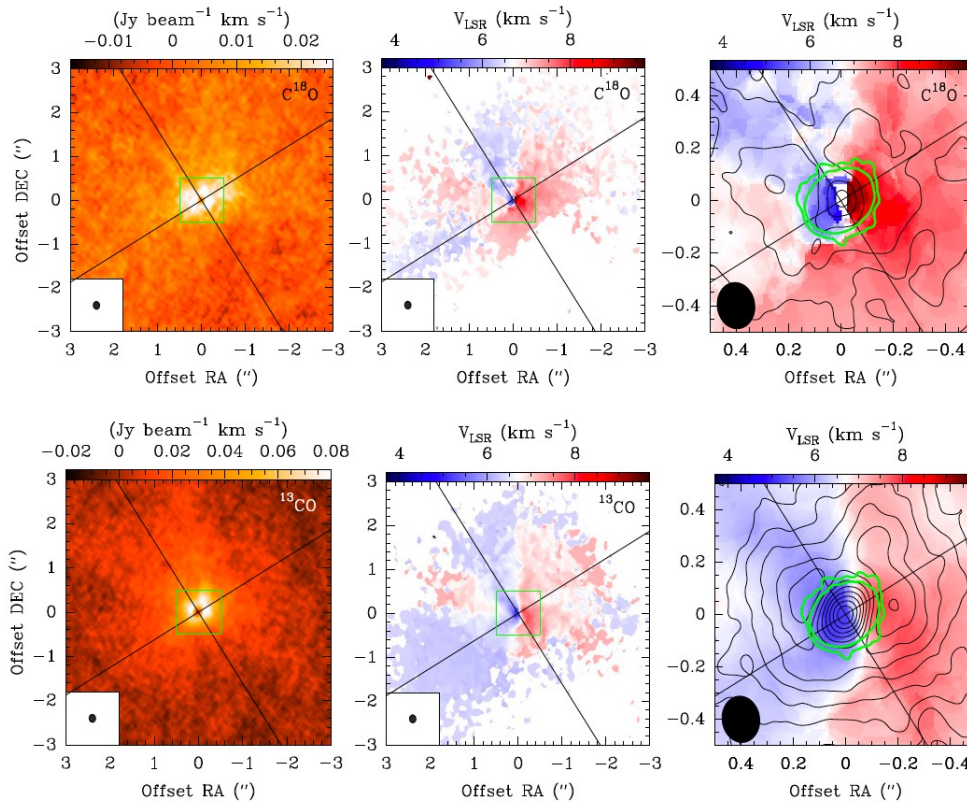 (Jy beam⁻¹ km s⁻¹)
−0.01 0 0.01 0.02
V_LSR (km s⁻¹)
4 6 8
V_LSR (km s⁻¹)
4 6 8
C¹⁸O
C¹⁸O
C¹⁸O
Offset DEC (″)
3
2
1
0
−1
−2
−3
3
2
1
0
−1
−2
−3
0.4
0.2
0
−0.2
−0.4
3 2 1 0 −1 −2 −3
3 2 1 0 −1 −2 −3
0.4 0.2 0 −0.2 −0.4
Offset RA (″)
Offset RA (″)
Offset RA (″)
(Jy beam⁻¹ km s⁻¹)
−0.02 0 0.02 0.04 0.06 0.08
V_LSR (km s⁻¹)
4 6 8
V_LSR (km s⁻¹)
4 6 8
¹³CO
¹³CO
Offset DEC (″)
3
2
1
0
−1
−2
−3
3
2
1
0
−1
−2
−3
0.4
0.2
0
−0.2
−0.4
3 2 1 0 −1 −2 −3
3 2 1 0 −1 −2 −3
0.4 0.2 0 −0.2 −0.4
Offset RA (″)
Offset RA (″)
Offset RA (″)